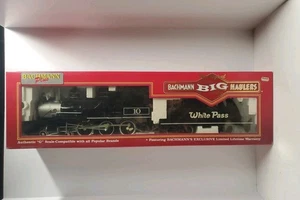 BACHMANN
BACHMANN BIG HAULERS
10
White Pass
Authentic "G" Scale-Compatible with all Popular Brands
• Featuring BACHMANN'S EXCLUSIVE Limited Lifetime Warranty